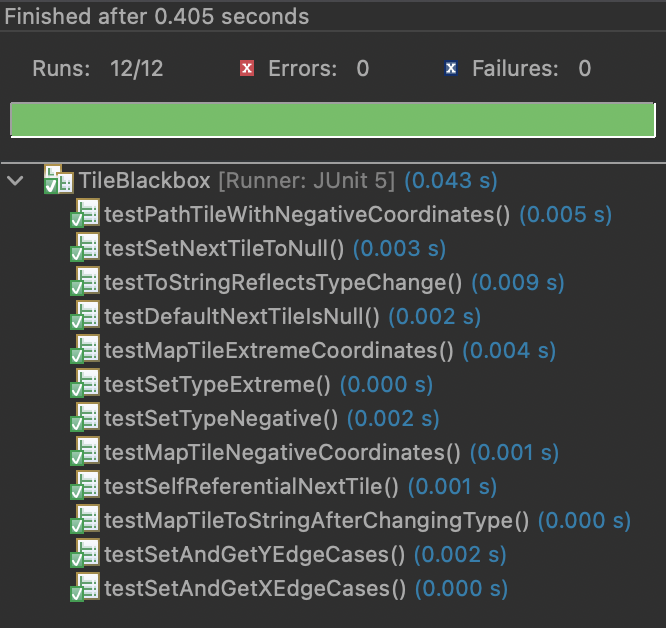 Finished after 0.405 seconds
Runs: 12/12 Errors: 0 Failures: 0
TileBlackbox [Runner: JUnit 5] (0.043 s)
testPathTileWithNegativeCoordinates() (0.005 s)
testSetNextTileToNull() (0.003 s)
testToStringReflectsTypeChange() (0.009 s)
testDefaultNextTileIsNull() (0.002 s)
testMapTileExtremeCoordinates() (0.004 s)
testSetTypeExtreme() (0.000 s)
testSetTypeNegative() (0.002 s)
testMapTileNegativeCoordinates() (0.001 s)
testSelfReferentialNextTile() (0.001 s)
testMapTileToStringAfterChangingType() (0.000 s)
testSetAndGetYEdgeCases() (0.002 s)
testSetAndGetXEdgeCases() (0.000 s)